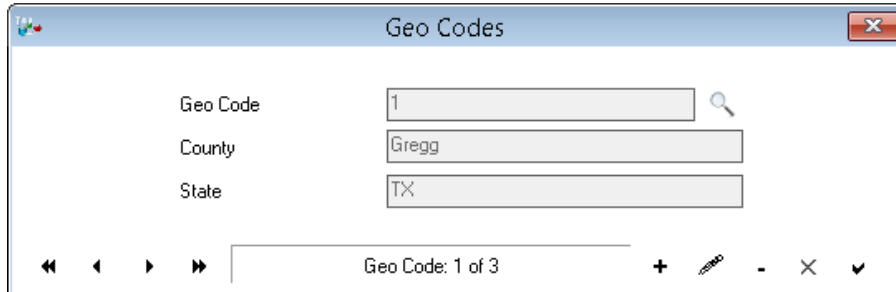 Geo Codes
Geo Code 1
County Gregg
State TX
Geo Code: 1 of 3